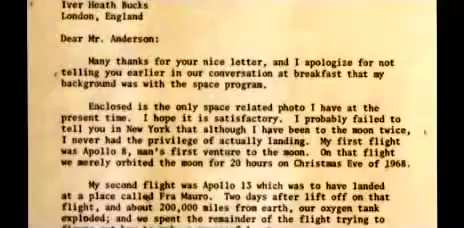 Iver Heath Bucks
London, England
Dear Mr. Anderson:
Many thanks for your nice letter, and I apologize for not
telling you earlier in our conversation at breakfast that my
background was with the space program.
Enclosed is the only space related photo I have at the
present time. I hope it is satisfactory. I probably failed to
tell you in New York that although I have been to the moon twice,
I never had the privilege of actually landing. My first flight
was Apollo 8, man's first venture to the moon. On that flight
we merely orbited the moon for 20 hours on Christmas Eve of 1968.
My second flight was Apollo 13 which was to have landed
at a place called Fra Mauro. Two days after lift off on that
flight, and about 200,000 miles from earth, our oxygen tank
exploded; and we spent the remainder of the flight trying to